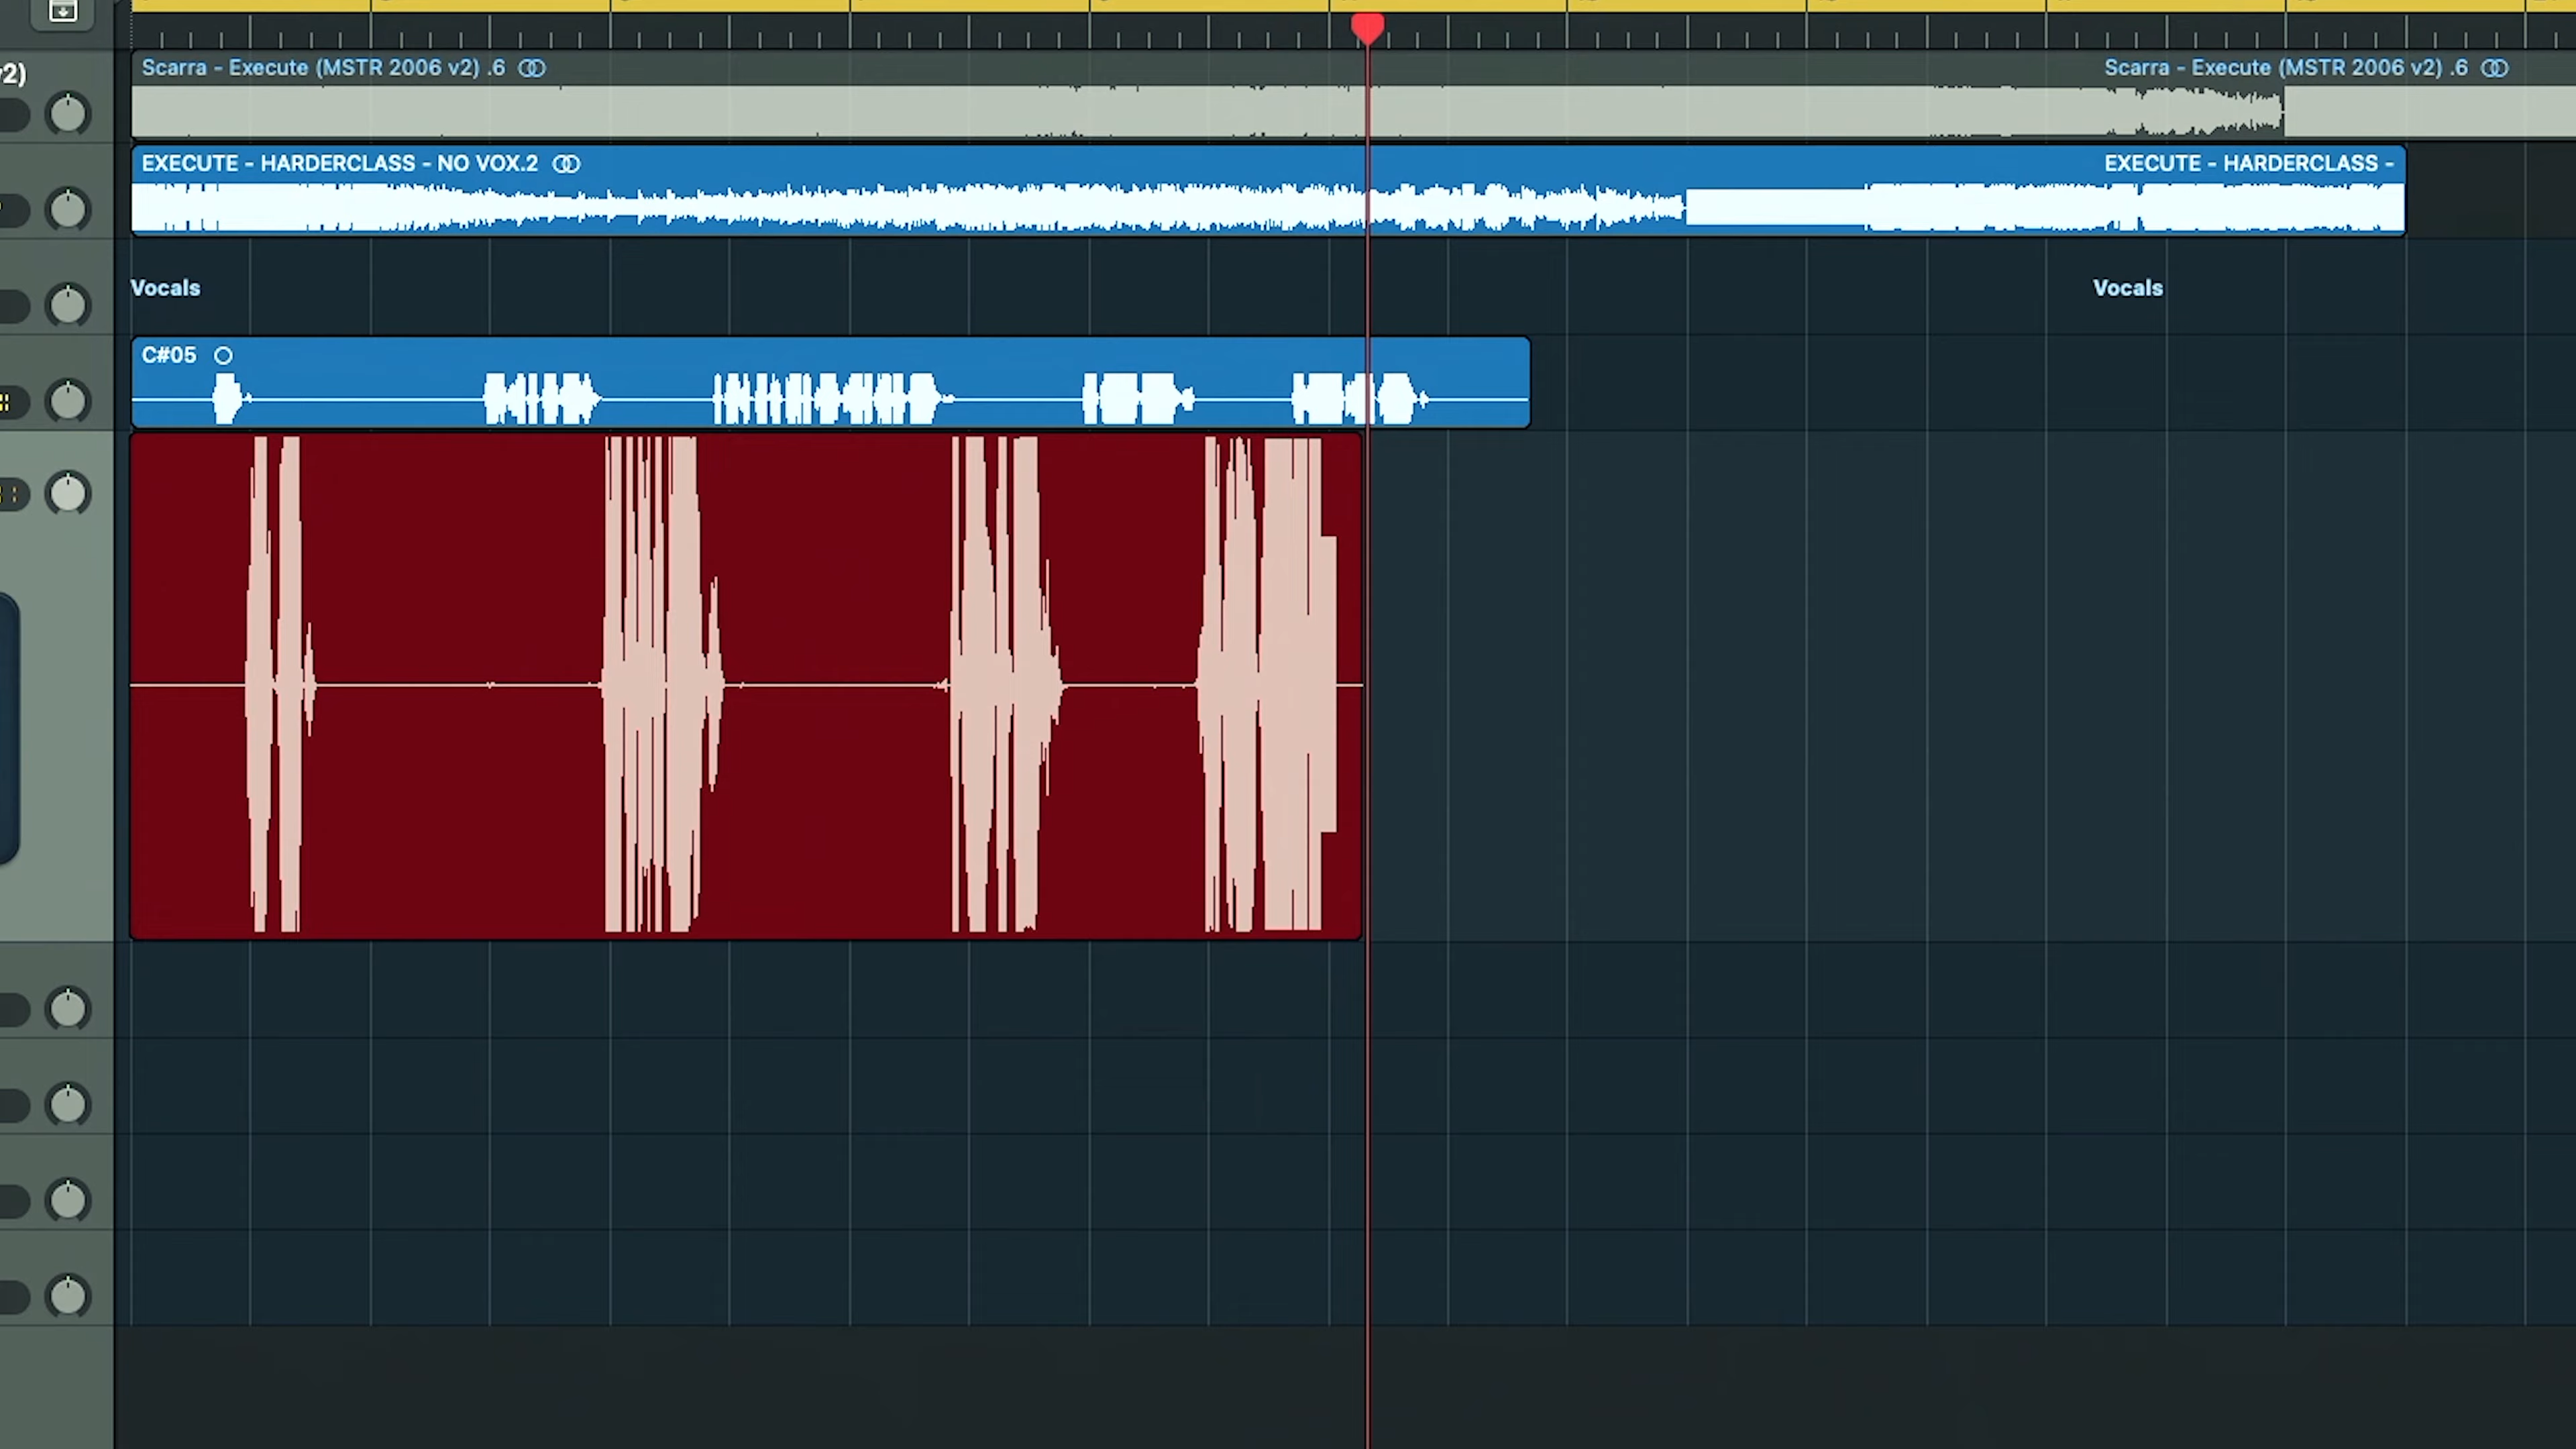 v2)
Scarra - Execute (MSTR 2006 v2) .6
Scarra - Execute (MSTR 2006 v2) .6
EXECUTE - HARDERCLASS - NO VOX.2
EXECUTE - HARDERCLASS -
Vocals
Vocals
C#05